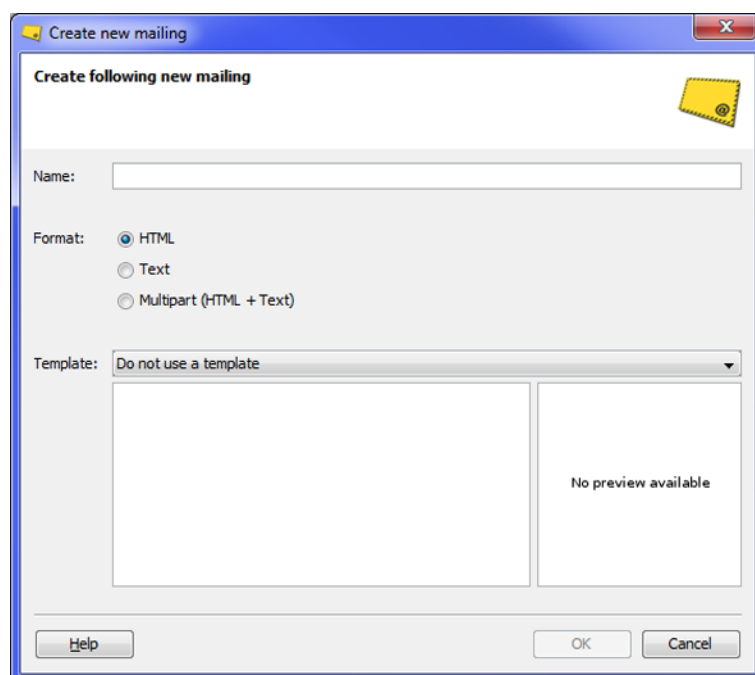 Create new mailing
Create following new mailing
@
Name:
Format:
HTML
Text
Multipart (HTML + Text)
Template:
Do not use a template
No preview available
Help
OK
Cancel